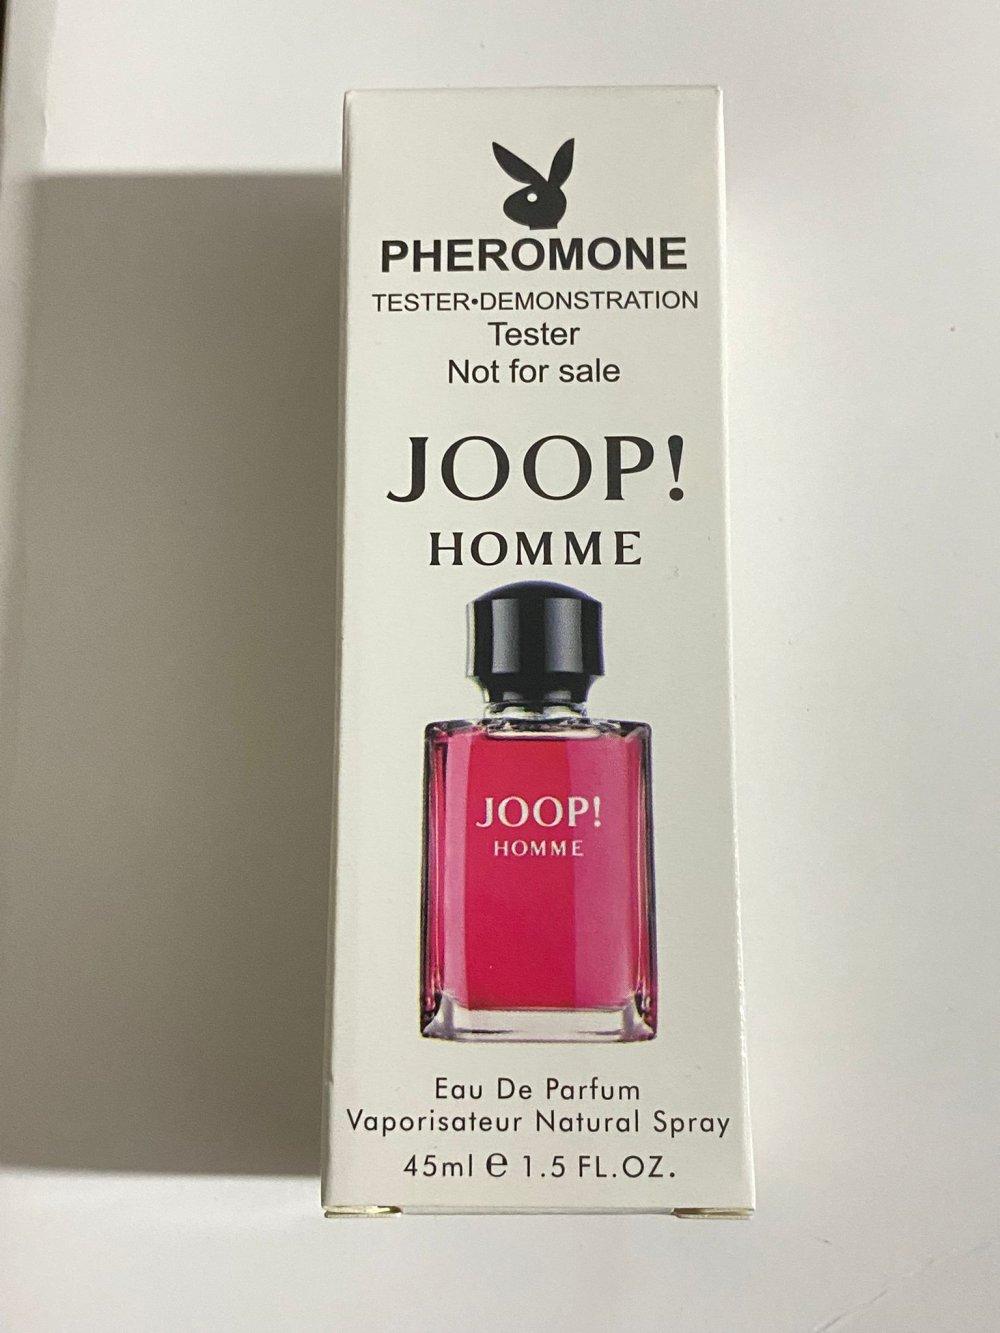 PHEROMONE
TESTER•DEMONSTRATION
Tester
Not for sale
JOOP!
HOMME
JOOP!
HOMME
Eau De Parfum
Vaporisateur Natural Spray
45ml e 1.5 FL.OZ.